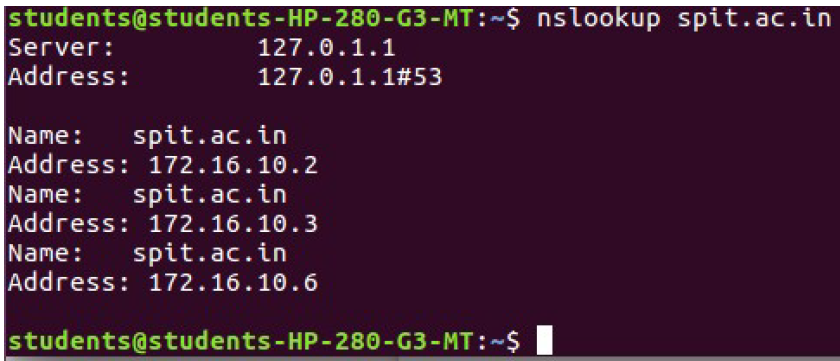 students@students-HP-280-G3-MT:~$ nslookup spit.ac.in
Server: 127.0.1.1
Address: 127.0.1.1#53
Name: spit.ac.in
Address: 172.16.10.2
Name: spit.ac.in
Address: 172.16.10.3
Name: spit.ac.in
Address: 172.16.10.6
students@students-HP-280-G3-MT:~$